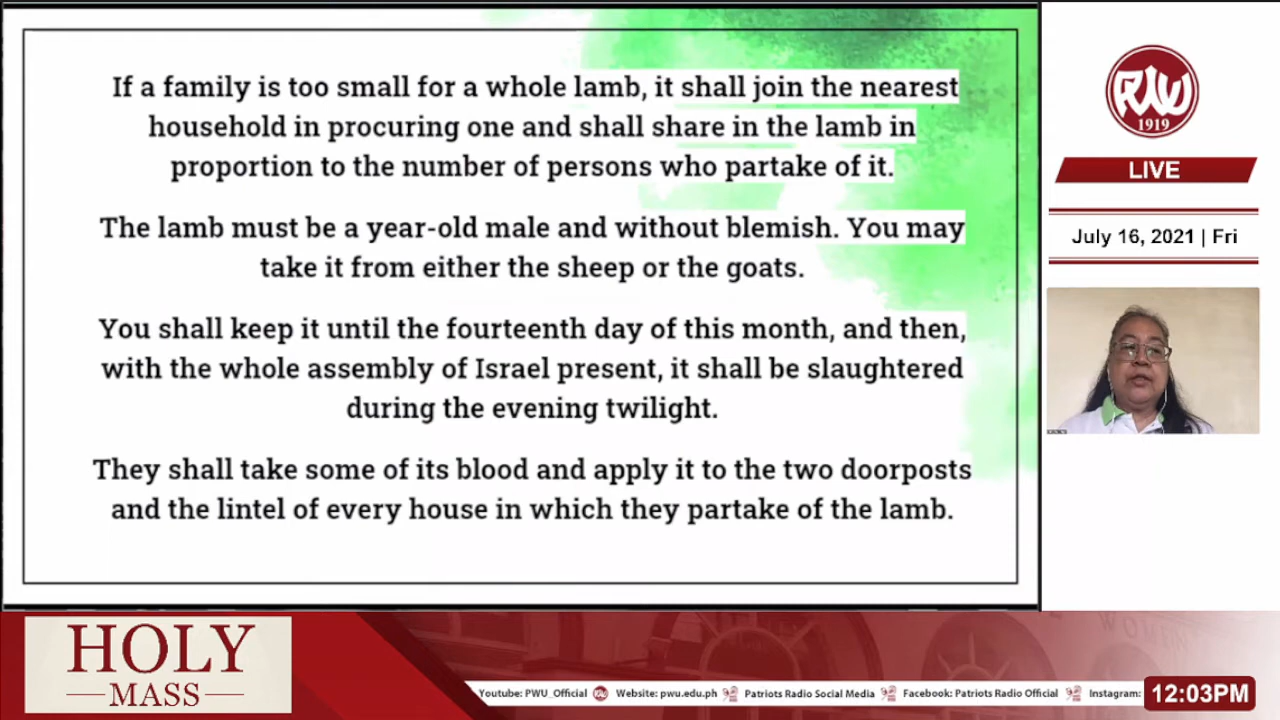 If a family is too small for a whole lamb, it shall join the nearest
household in procuring one and shall share in the lamb in
proportion to the number of persons who partake of it.
The lamb must be a year-old male and without blemish. You may
take it from either the sheep or the goats.
You shall keep it until the fourteenth day of this month, and then,
with the whole assembly of Israel present, it shall be slaughtered
during the evening twilight.
They shall take some of its blood and apply it to the two doorposts
and the lintel of every house in which they partake of the lamb.
PWU
1919
LIVE
July 16, 2021 | Fri
HOLY
MASS
Youtube: PWU_Official Website: pwu.edu.ph Patriots Radio Social Media Facebook: Patriots Radio Official Instagram:
12:03PM